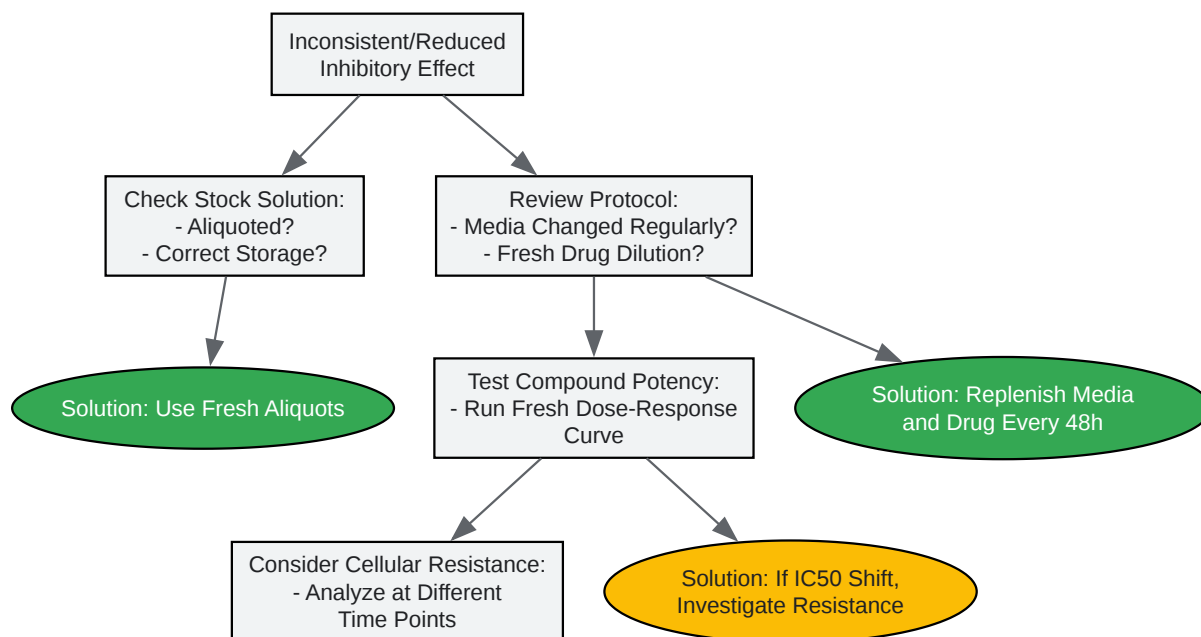 Inconsistent/Reduced
Inhibitory Effect
Check Stock Solution:
- Aliquoted?
- Correct Storage?
Review Protocol:
- Media Changed Regularly?
- Fresh Drug Dilution?
Solution: Use Fresh Aliquots
Test Compound Potency:
- Run Fresh Dose-Response
Curve
Solution: Replenish Media
and Drug Every 48h
Consider Cellular Resistance:
- Analyze at Different
Time Points
Solution: If IC50 Shift,
Investigate Resistance